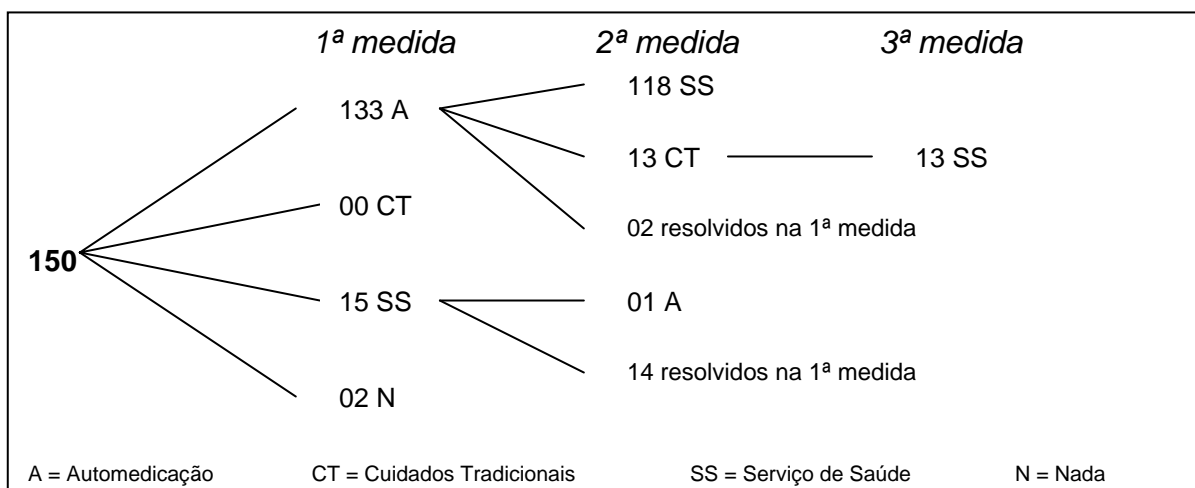 1ª medida 2ª medida 3ª medida
118 SS
133 A
13 CT 13 SS
00 CT
02 resolvidos na 1ª medida
150
15 SS 01 A
14 resolvidos na 1ª medida
02 N
A = Automedicação CT = Cuidados Tradicionais SS = Serviço de Saúde N = Nada